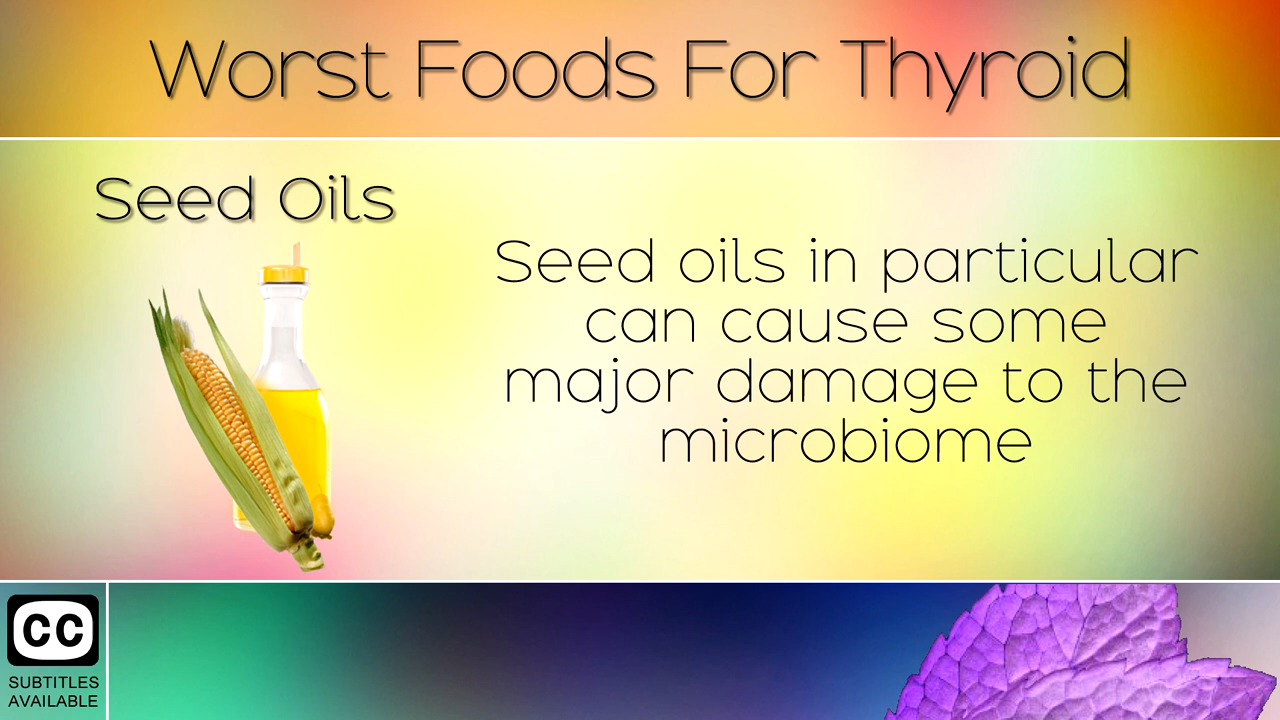 Worst Foods For Thyroid
Seed Oils
Seed oils in particular
can cause some
major damage to the
microbiome
CC
SUBTITLES
AVAILABLE